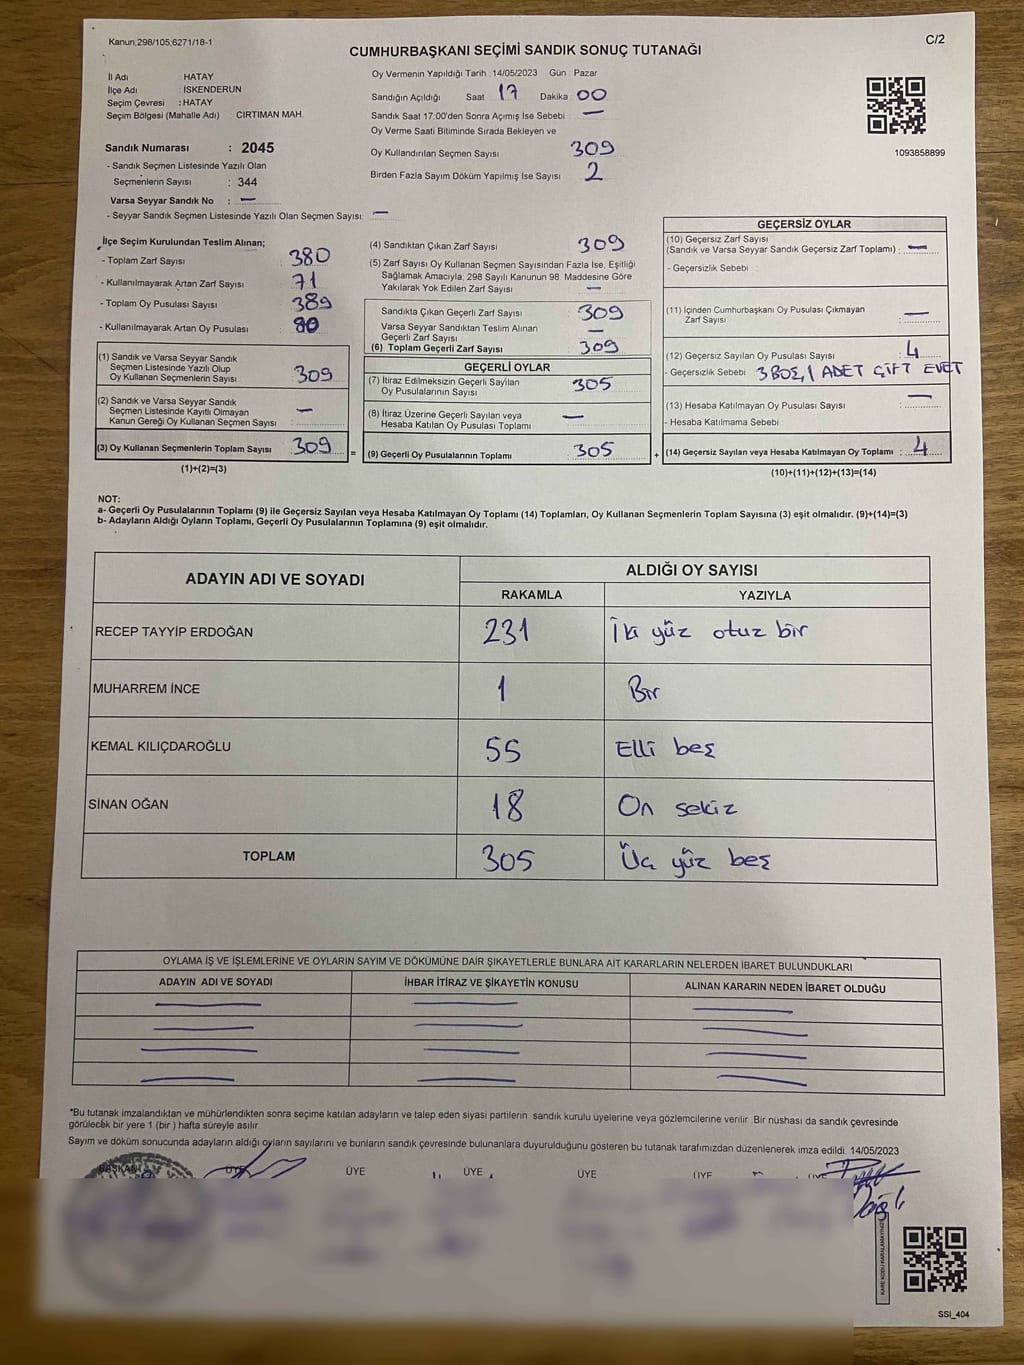 Kanun;298/105;6271/18-1
C/2
CUMHURBAŞKANI SEÇİMİ SANDIK SONUÇ TUTANAĞI
İl Adı HATAY
İlçe Adı İSKENDERUN
Seçim Çevresi : HATAY
Seçim Bölgesi (Mahalle Adı) CIRTIMAN MAH.
Sandık Numarası : 2045
- Sandık Seçmen Listesinde Yazılı Olan
Seçmenlerin Sayısı : 344
Varsa Seyyar Sandık No : —
- Seyyar Sandık Seçmen Listesinde Yazılı Olan Seçmen Sayısı: —
Oy Vermenin Yapıldığı Tarih : 14/05/2023 Gün : Pazar
Sandığın Açıldığı Saat 17 Dakika 00
Sandık Saat 17:00'den Sonra Açımış İse Sebebi —
Oy Verme Saati Bitiminde Sırada Bekleyen ve
Oy Kullandırılan Seçmen Sayısı 309
Birden Fazla Sayım Döküm Yapılmış İse Sayısı 2
1093858899
İlçe Seçim Kurulundan Teslim Alınan;
- Toplam Zarf Sayısı 380
- Kullanılmayarak Artan Zarf Sayısı 71
- Toplam Oy Pusulası Sayısı 389
- Kullanılmayarak Artan Oy Pusulası 80
(1) Sandık ve Varsa Seyyar Sandık
Seçmen Listesinde Yazılı Olup
Oy Kullanan Seçmenlerin Sayısı 309
(2) Sandık ve Varsa Seyyar Sandık
Seçmen Listesinde Kayıtlı Olmayan
Kanun Gereği Oy Kullanan Seçmen Sayısı —
(3) Oy Kullanan Seçmenlerin Toplam Sayısı 309
(1)+(2)=(3)
(4) Sandıktan Çıkan Zarf Sayısı 309
(5) Zarf Sayısı Oy Kullanan Seçmen Sayısından Fazla İse, Eşitliği
Sağlamak Amacıyla, 298 Sayılı Kanunun 98. Maddesine Göre
Yakılarak Yok Edilen Zarf Sayısı —
Sandıkta Çıkan Geçerli Zarf Sayısı 309
Varsa Seyyar Sandıktan Teslim Alınan
Geçerli Zarf Sayısı —
(6) Toplam Geçerli Zarf Sayısı 309
GEÇERLİ OYLAR
(7) İtiraz Edilmeksizin Geçerli Sayılan
Oy Pusulalarının Sayısı 305
(8) İtiraz Üzerine Geçerli Sayılan veya
Hesaba Katılan Oy Pusulası Toplamı —
= (9) Geçerli Oy Pusulalarının Toplamı 305
GEÇERSİZ OYLAR
(10) Geçersiz Zarf Sayısı
(Sandık ve Varsa Seyyar Sandık Geçersiz Zarf Toplamı) : —
- Geçersizlik Sebebi :
(11) İçinden Cumhurbaşkanı Oy Pusulası Çıkmayan
Zarf Sayısı : —
(12) Geçersiz Sayılan Oy Pusulası Sayısı : 4
- Geçersizlik Sebebi : 3 BOŞ, 1 ADET ÇİFT EVET
(13) Hesaba Katılmayan Oy Pusulası Sayısı : —
- Hesaba Katılmama Sebebi :
+ (14) Geçersiz Sayılan veya Hesaba Katılmayan Oy Toplamı : 4
(10)+(11)+(12)+(13)=(14)
NOT:
a- Geçerli Oy Pusulalarının Toplamı (9) ile Geçersiz Sayılan veya Hesaba Katılmayan Oy Toplamı (14) Toplamları, Oy Kullanan Seçmenlerin Toplam Sayısına (3) eşit olmalıdır. (9)+(14)=(3)
b- Adayların Aldığı Oyların Toplamı, Geçerli Oy Pusulalarının Toplamına (9) eşit olmalıdır.
ADAYIN ADI VE SOYADI
ALDIĞI OY SAYISI
RAKAMLA YAZIYLA
RECEP TAYYİP ERDOĞAN 231 İki yüz otuz bir
MUHARREM İNCE 1 Bir
KEMAL KILIÇDAROĞLU 55 Elli beş
SİNAN OĞAN 18 On sekiz
TOPLAM 305 Üç yüz beş
OYLAMA İŞ VE İŞLEMLERİNE VE OYLARIN SAYIM VE DÖKÜMÜNE DAİR ŞİKAYETLERLE BUNLARA AİT KARARLARIN NELERDEN İBARET BULUNDUKLARI
ADAYIN ADI VE SOYADI İHBAR İTİRAZ VE ŞİKAYETİN KONUSU ALINAN KARARIN NEDEN İBARET OLDUĞU
*Bu tutanak imzalandıktan ve mühürlendikten sonra seçime katılan adayların ve talep eden siyasi partilerin sandık kurulu üyelerine veya gözlemcilerine verilir. Bir nüshası da sandık çevresinde
görülecek bir yere 1 (bir) hafta süreyle asılır.
Sayım ve döküm sonucunda adayların aldığı oyların sayılarını ve bunların sandık çevresinde bulunanlara duyurulduğunu gösteren bu tutanak tarafımızdan düzenlenerek imza edildi. 14/05/2023
BAŞKAN ÜYE ÜYE ÜYE ÜYE ÜYE ÜYE
KARE KODU KARALAMAYINIZ
SSI_404